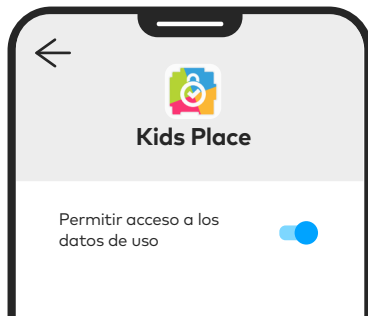 Kids Place
Permitir acceso a los
datos de uso